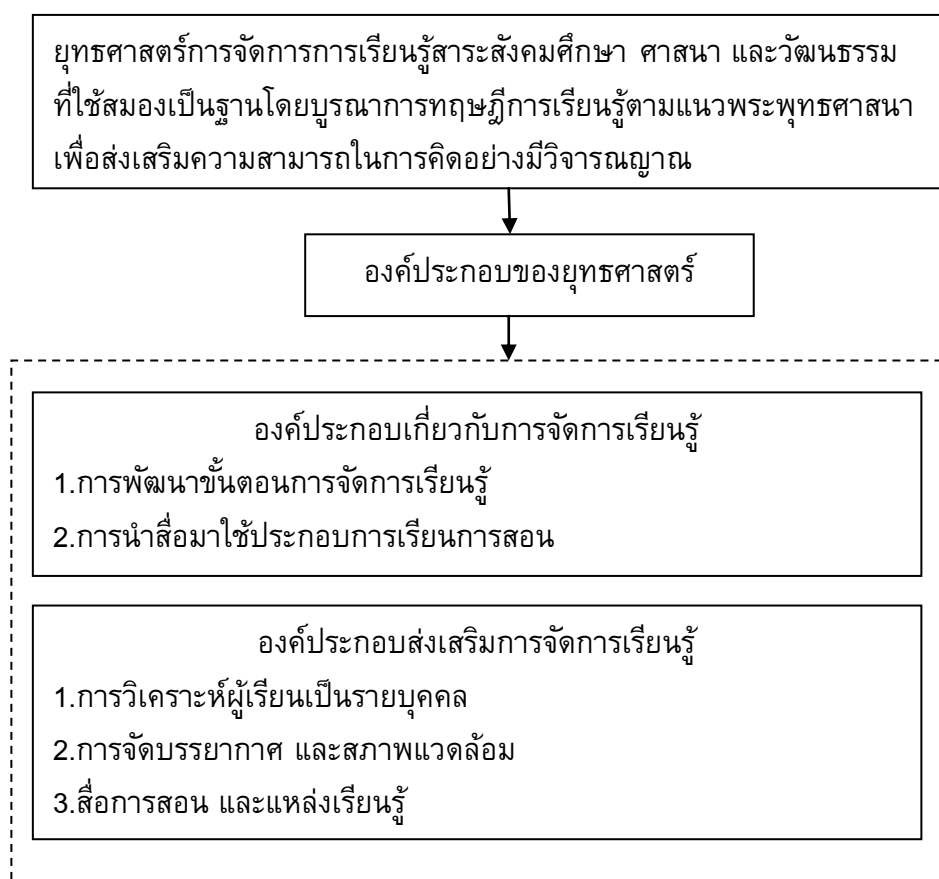 ยุทธศาสตร์การจัดการการเรียนรู้สาระสังคมศึกษา ศาสนา และวัฒนธรรม
ที่ใช้สมองเป็นฐานโดยบูรณาการทฤษฎีการเรียนรู้ตามแนวพระพุทธศาสนา
เพื่อส่งเสริมความสามารถในการคิดอย่างมีวิจารณญาณ
องค์ประกอบของยุทธศาสตร์
องค์ประกอบเกี่ยวกับการจัดการเรียนรู้
1.การพัฒนาขั้นตอนการจัดการเรียนรู้
2.การนำสื่อมาใช้ประกอบการเรียนการสอน
องค์ประกอบส่งเสริมการจัดการเรียนรู้
1.การวิเคราะห์ผู้เรียนเป็นรายบุคคล
2.การจัดบรรยากาศ และสภาพแวดล้อม
3.สื่อการสอน และแหล่งเรียนรู้